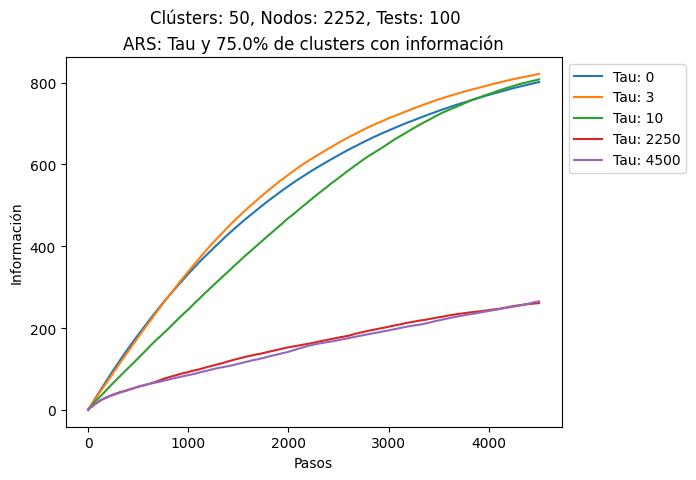 Clústers: 50, Nodos: 2252, Tests: 100
ARS: Tau y 75.0% de clusters con información
800
600
400
200
0
Información
0 1000 2000 3000 4000
Pasos
Tau: 0
Tau: 3
Tau: 10
Tau: 2250
Tau: 4500